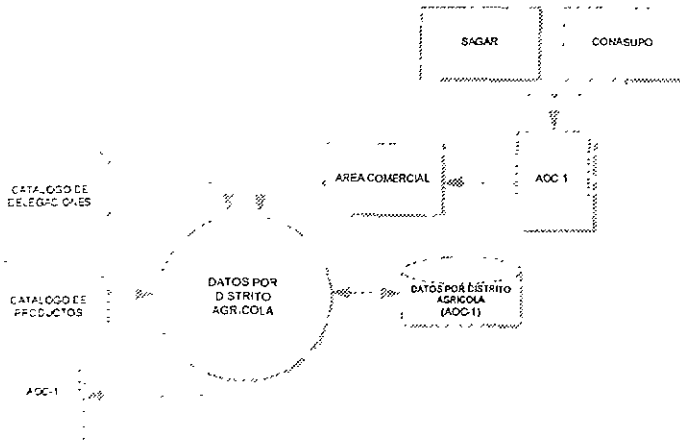 SAGAR
CONASUPO
AREA COMERCIAL
AOC-1
CATALOGO DE
DELEGACIONES
DATOS POR
DISTRITO
AGRICOLA
DATOS POR DISTRITO
AGRICOLA
(AOC-1)
CATALOGO DE
PRODUCTOS
AOC-1